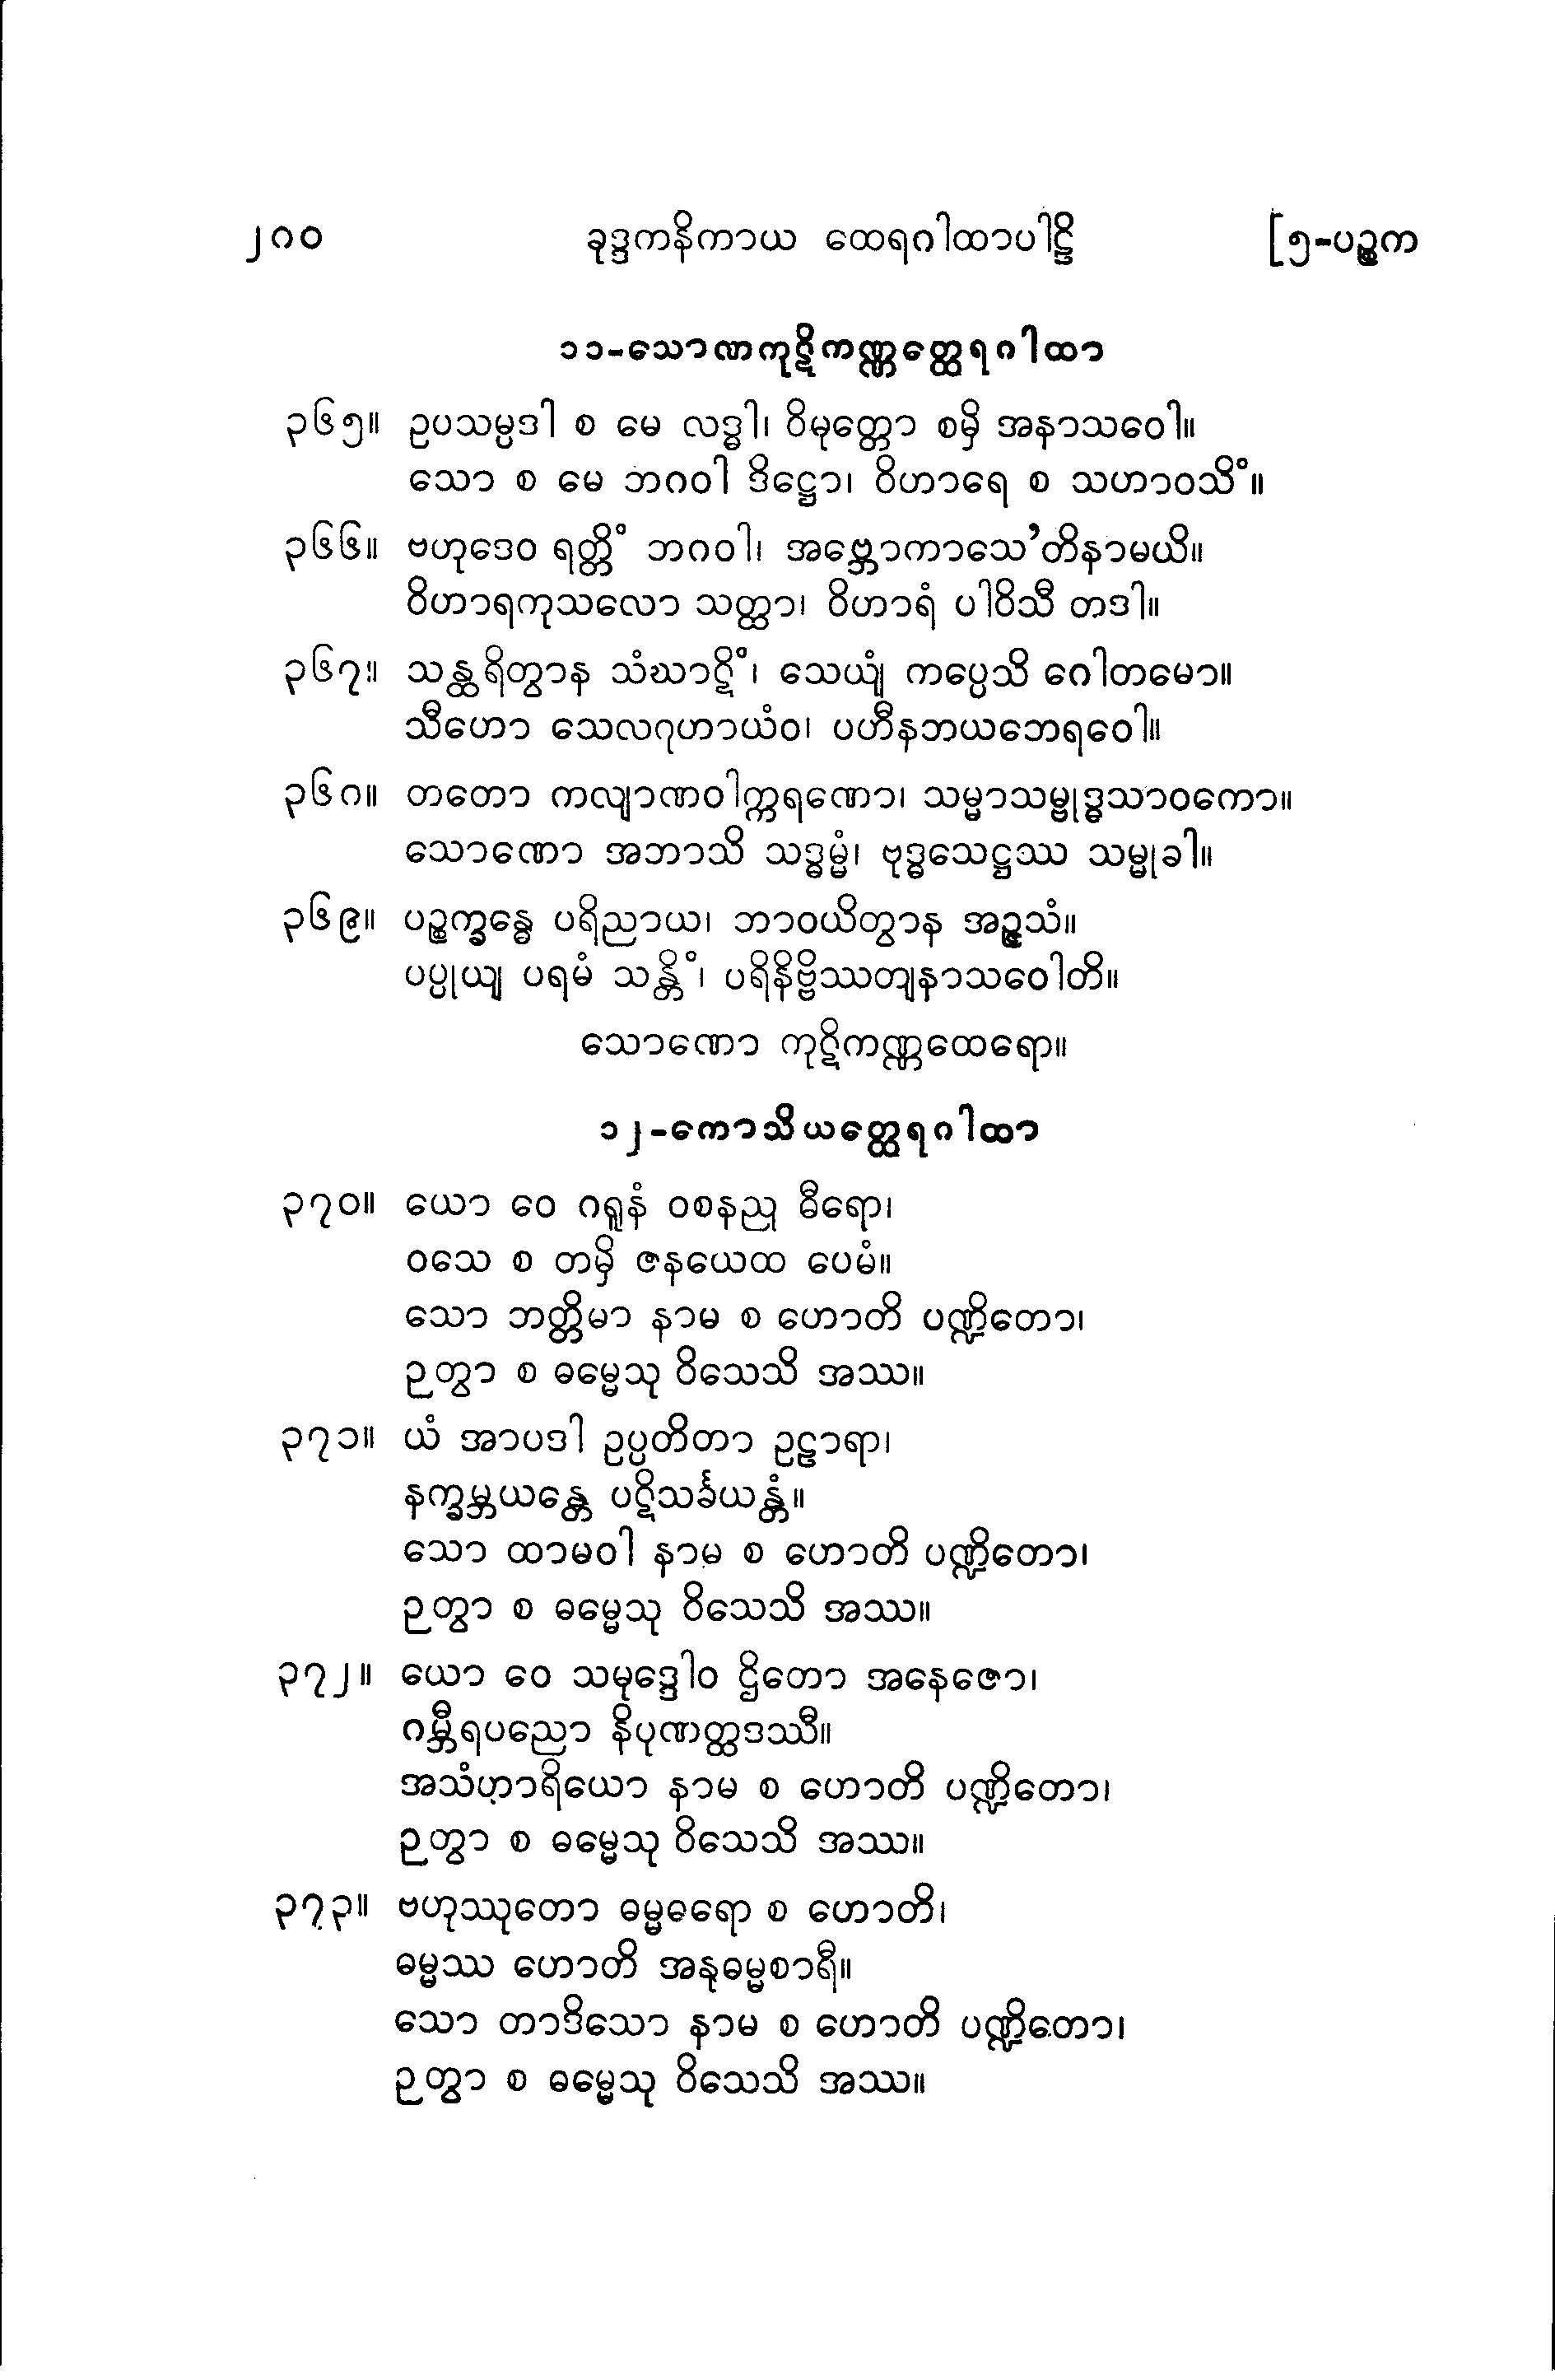 ၂၈၀ ခုဒ္ဒကနိကာယ ထေရဂါထာပါဠိ [၅-ပဉ္စက
၁၁-သောဏကုဋိကဏ္ဏတ္ထေရဂါထာ
၃၆၅။ ဥပသမ္ပဒါ စ မေ လဒ္ဓါ၊ ဝိမုတ္တော စမှိ အနာသဝေါ။
သော စ မေ ဘဂဝါ ဒိဋ္ဌော၊ ဝိဟာရေ စ သဟာဝသိံ။
၃၆၆။ ဗဟုဒေဝ ရတ္တိံ ဘဂဝါ၊ အဗ္ဘောကာသေ’တိနာမယိ။
ဝိဟာရကုသလော သတ္ထာ၊ ဝိဟာရံ ပါဝိသီ တဒါ။
၃၆၇။ သန္ထရိတွာန သံဃာဋိံ၊ သေယျံ ကပ္ပေသိ ဂေါတမော။
သီဟော သေလဂုဟာယံဝ၊ ပဟီနဘယဘေရဝေါ။
၃၆၈။ တတော ကလျာဏဝါက္ကရဏော၊ သမ္မာသမ္ဗုဒ္ဓသာဝကော။
သောဏော အဘာသိ သဒ္ဓမ္မံ၊ ဗုဒ္ဓသေဋ္ဌဿ သမ္မုခါ။
၃၆၉။ ပဉ္စက္ခန္ဓေ ပရိညာယ၊ ဘာဝယိတွာန အဉ္ဇသံ။
ပပ္ပုယျ ပရမံ သန္တိံ၊ ပရိနိဗ္ဗိဿတျနာသဝေါတိ။
သောဏော ကုဋိကဏ္ဏထေရော။
၁၂-ကောသိယတ္ထေရဂါထာ
၃၇၀။ ယော ဝေ ဂရူနံ ဝစနညု ဓီရော၊
ဝသေ စ တမှိ ဇနယေထ ပေမံ။
သော ဘတ္တိမာ နာမ စ ဟောတိ ပဏ္ဍိတော၊
ဉတွာ စ ဓမ္မေသု ဝိသေသိ အဿ။
၃၇၁။ ယံ အာပဒါ ဥပ္ပတိတာ ဥဠာရာ၊
နက္ခမ္ဘယန္တေ ပဋိသင်္ခယန္တံ။
သော ထာမဝါ နာမ စ ဟောတိ ပဏ္ဍိတော၊
ဉတွာ စ ဓမ္မေသု ဝိသေသိ အဿ။
၃၇၂။ ယော ဝေ သမုဒ္ဒေါဝ ဌိတော အနေဇော၊
ဂမ္ဘီရပညော နိပုဏတ္ထဒဿီ။
အသံဟာရိယော နာမ စ ဟောတိ ပဏ္ဍိတော၊
ဉတွာ စ ဓမ္မေသု ဝိသေသိ အဿ။
၃၇၃။ ဗဟုဿုတော ဓမ္မဓရော စ ဟောတိ၊
ဓမ္မဿ ဟောတိ အနုဓမ္မစာရီ။
သော တာဒိသော နာမ စ ဟောတိ ပဏ္ဍိတော၊
ဉတွာ စ ဓမ္မေသု ဝိသေသိ အဿ။